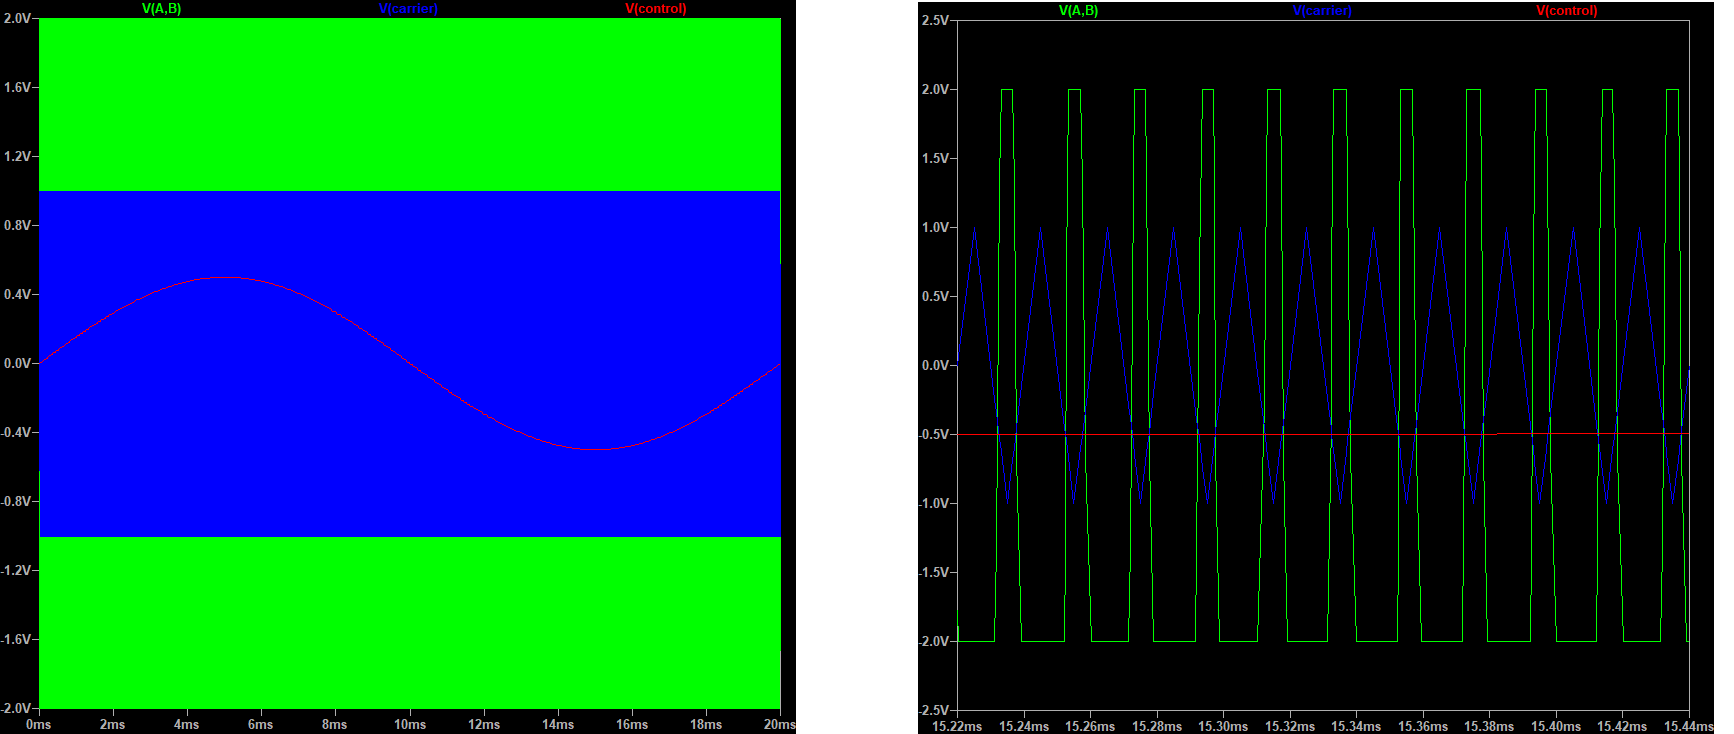 V(A,B) V(carrier) V(control)
2.0V
1.6V
1.2V
0.8V
0.4V
0.0V
-0.4V
-0.8V
-1.2V
-1.6V
-2.0V
0ms 2ms 4ms 6ms 8ms 10ms 12ms 14ms 16ms 18ms 20ms
V(A,B) V(carrier) V(control)
2.5V
2.0V
1.5V
1.0V
0.5V
0.0V
-0.5V
-1.0V
-1.5V
-2.0V
-2.5V
15.22ms 15.24ms 15.26ms 15.28ms 15.30ms 15.32ms 15.34ms 15.36ms 15.38ms 15.40ms 15.42ms 15.44ms